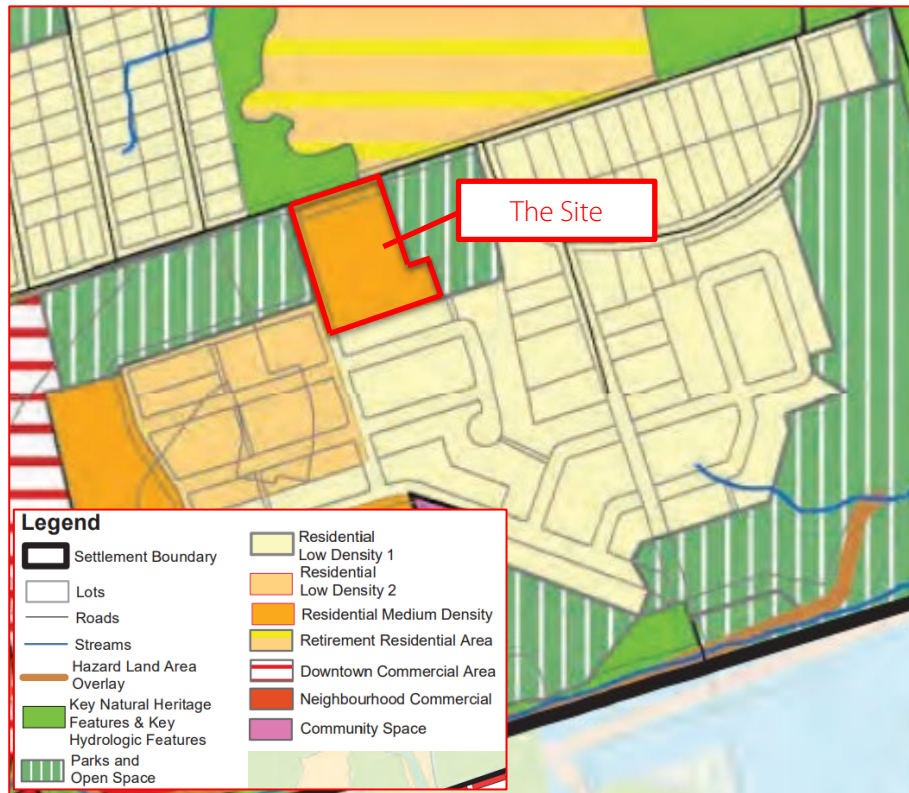 The Site
Legend
Settlement Boundary
Lots
Roads
Streams
Hazard Land Area
Overlay
Key Natural Heritage
Features & Key
Hydrologic Features
Parks and
Open Space
Residential
Low Density 1
Residential
Low Density 2
Residential Medium Density
Retirement Residential Area
Downtown Commercial Area
Neighbourhood Commercial
Community Space